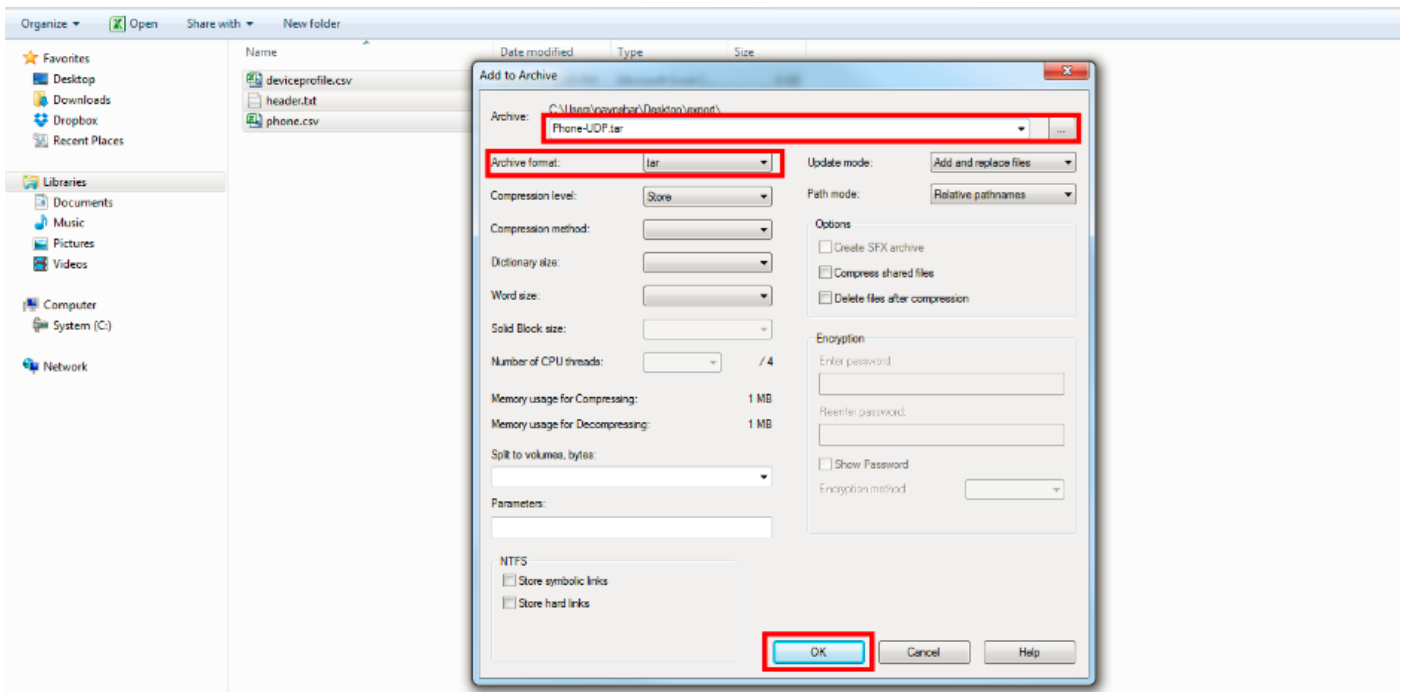 Organize
Open
Share with
New folder
Favorites
Desktop
Downloads
Dropbox
Recent Places
Libraries
Documents
Music
Pictures
Videos
Computer
System (C:)
Network
Name
Date modified
Type
Size
deviceprofile.csv
header.txt
phone.csv
Add to Archive
Archive:
C:\Users\navnebar\Desktop\export\
Phone-UDP.tar
...
Archive format:
tar
Compression level:
Store
Compression method:
Dictionary size:
Word size:
Solid Block size:
Number of CPU threads:
/ 4
Memory usage for Compressing:
1 MB
Memory usage for Decompressing:
1 MB
Split to volumes, bytes:
Parameters:
NTFS
Store symbolic links
Store hard links
Update mode:
Add and replace files
Path mode:
Relative pathnames
Options
Create SFX archive
Compress shared files
Delete files after compression
Encryption
Enter password
Reenter password:
Show Password
Encryption method
OK
Cancel
Help